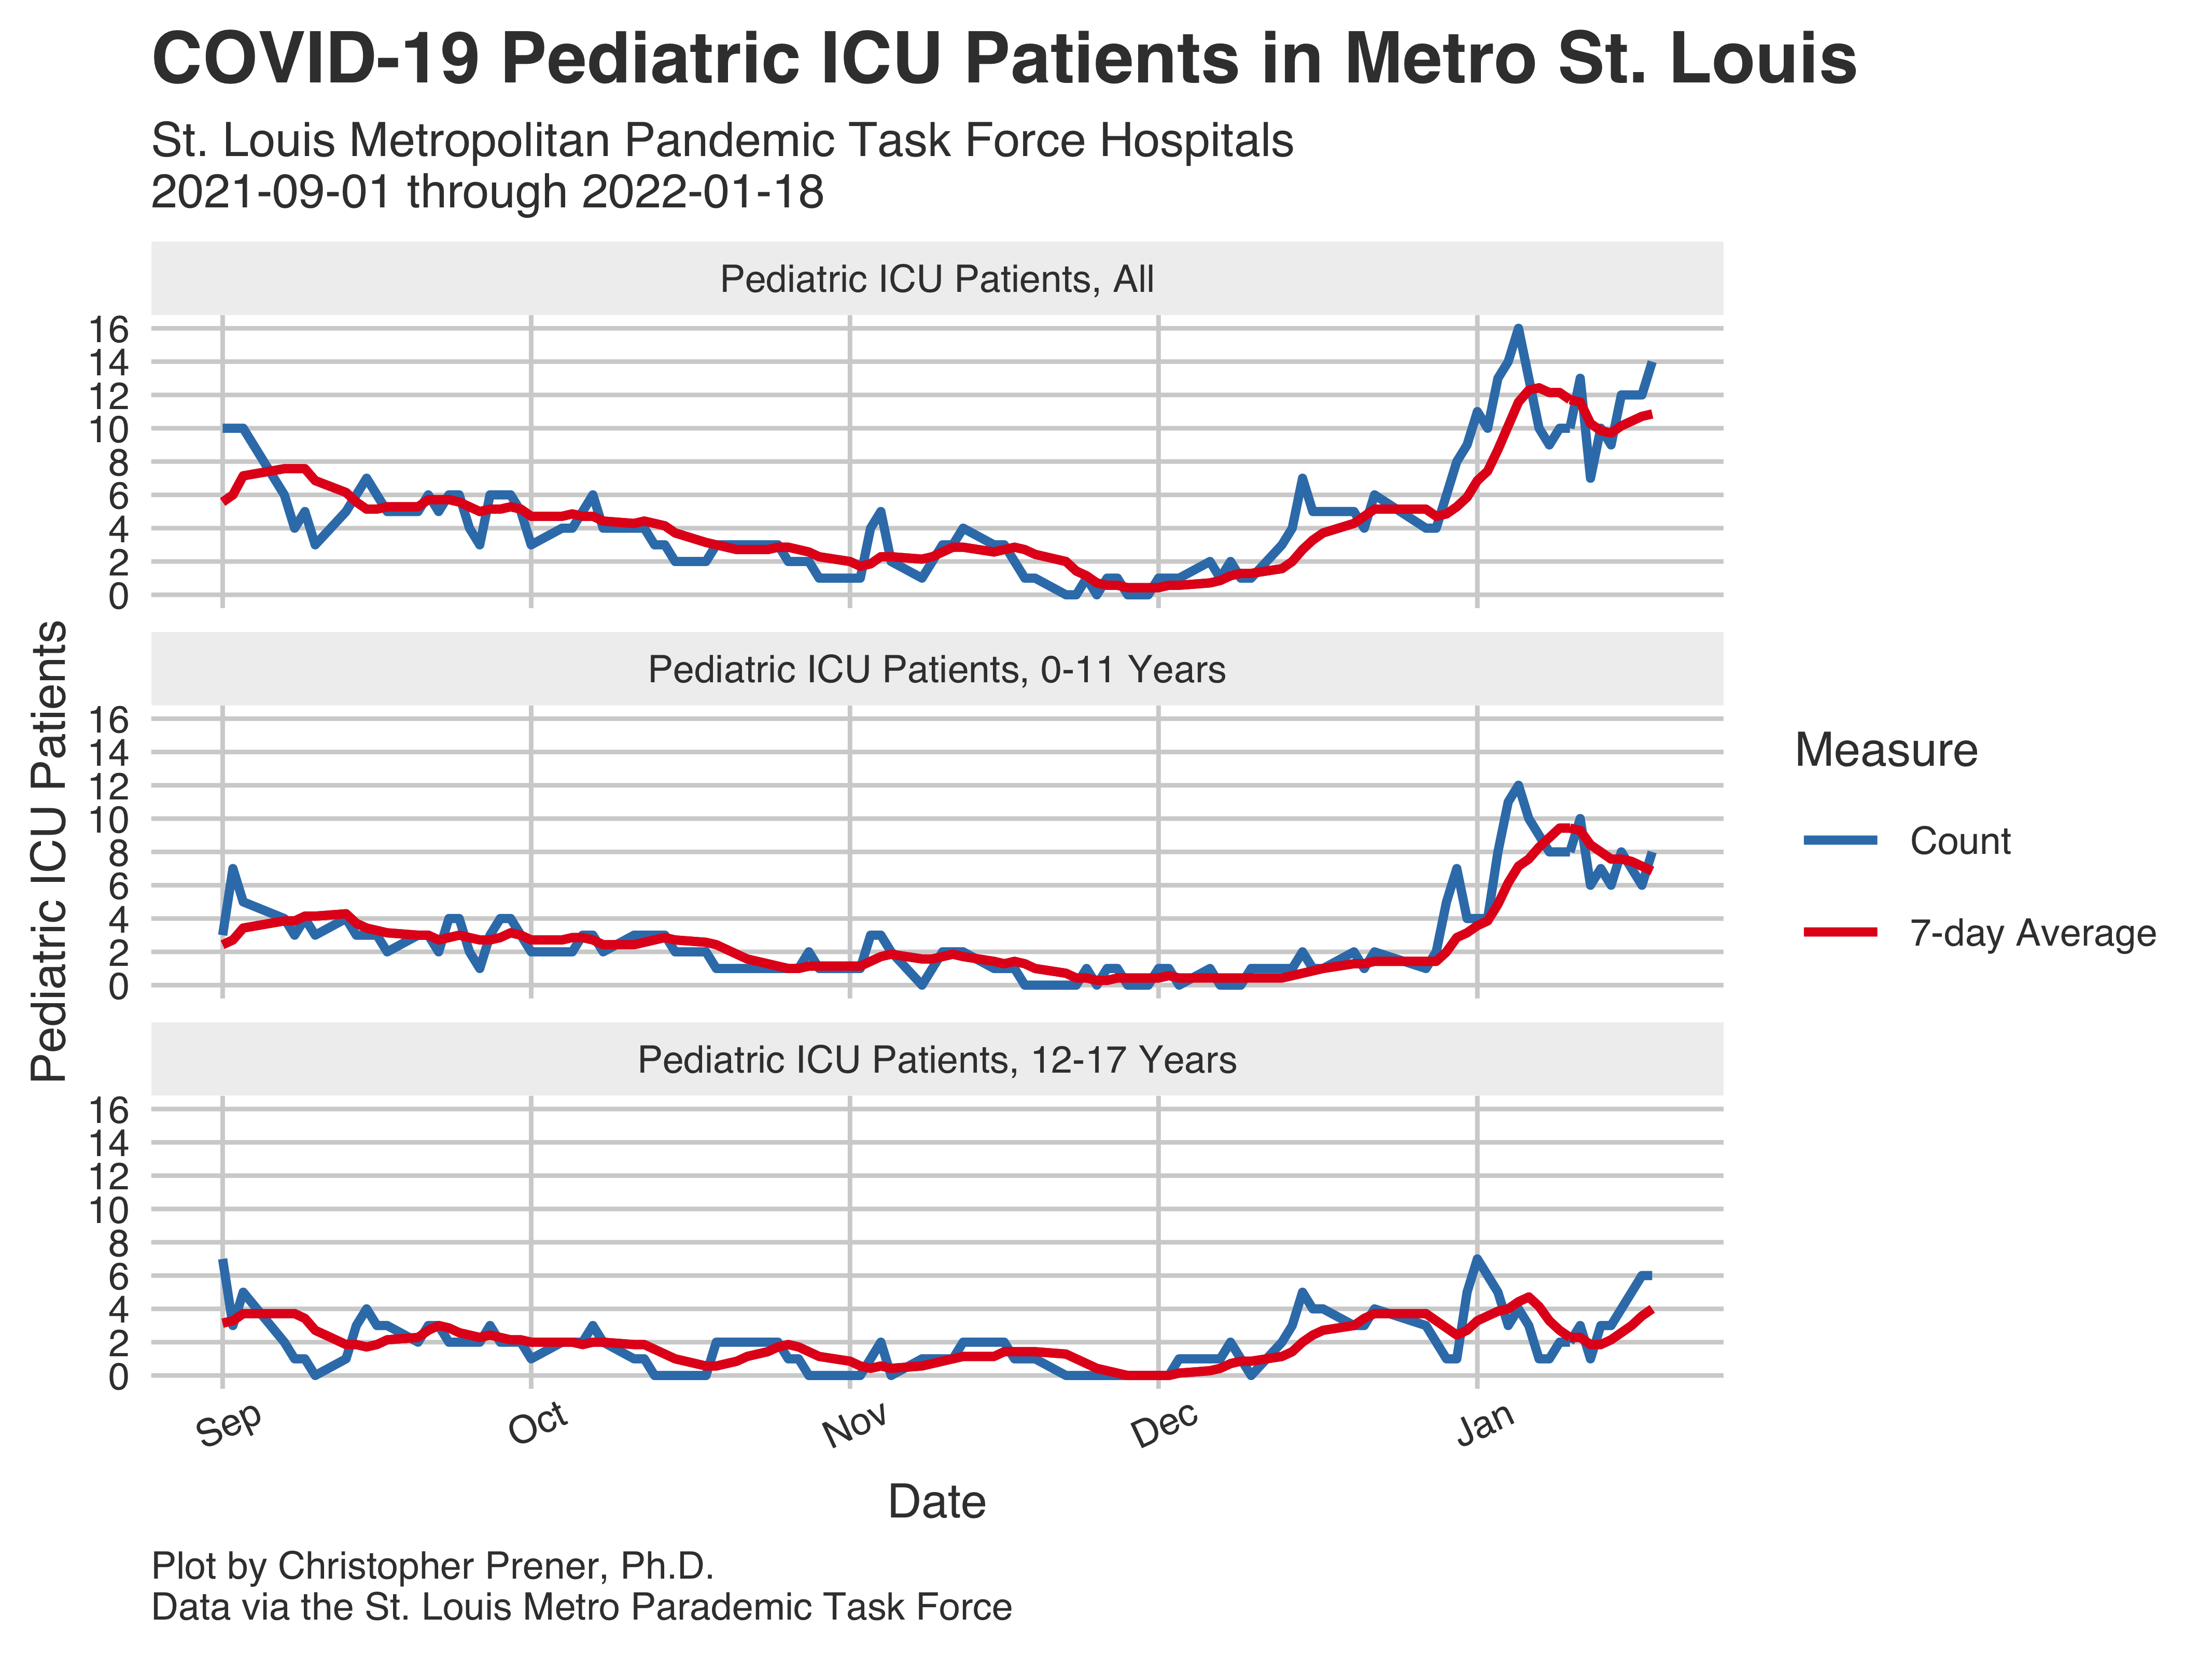 COVID-19 Pediatric ICU Patients in Metro St. Louis
St. Louis Metropolitan Pandemic Task Force Hospitals
2021-09-01 through 2022-01-18
Pediatric ICU Patients, All
16
14
12
10
8
6
4
2
0
Pediatric ICU Patients, 0-11 Years
16
14
12
10
8
6
4
2
0
Pediatric ICU Patients, 12-17 Years
16
14
12
10
8
6
4
2
0
Pediatric ICU Patients
Sep Oct Nov Dec Jan
Date
Measure
Count
7-day Average
Plot by Christopher Prener, Ph.D.
Data via the St. Louis Metro Parademic Task Force